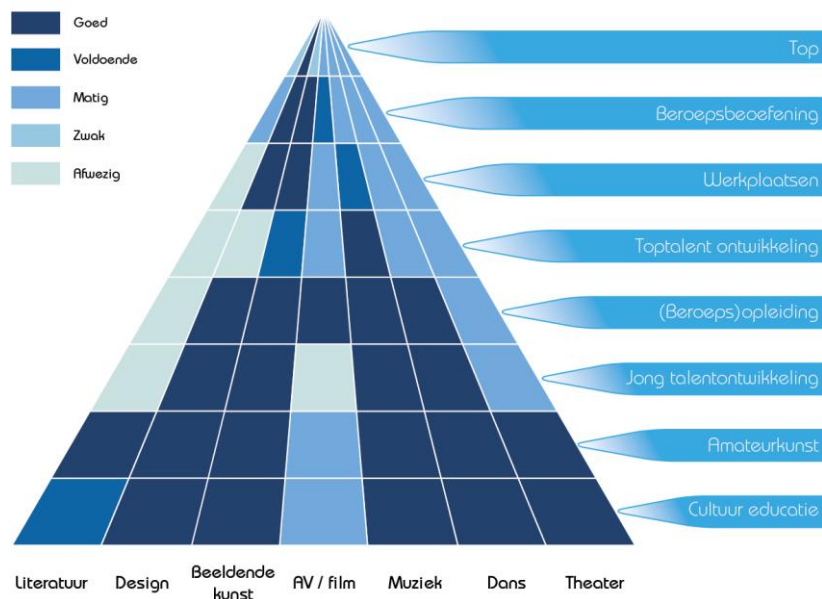 Goed
Voldoende
Matig
Zwak
Afwezig
Top
Beroepsbeoefening
Werkplaatsen
Toptalent ontwikkeling
(Beroeps)opleiding
Jong talentontwikkeling
Amateurkunst
Cultuur educatie
Literatuur
Design
Beeldende
kunst
AV / film
Muziek
Dans
Theater